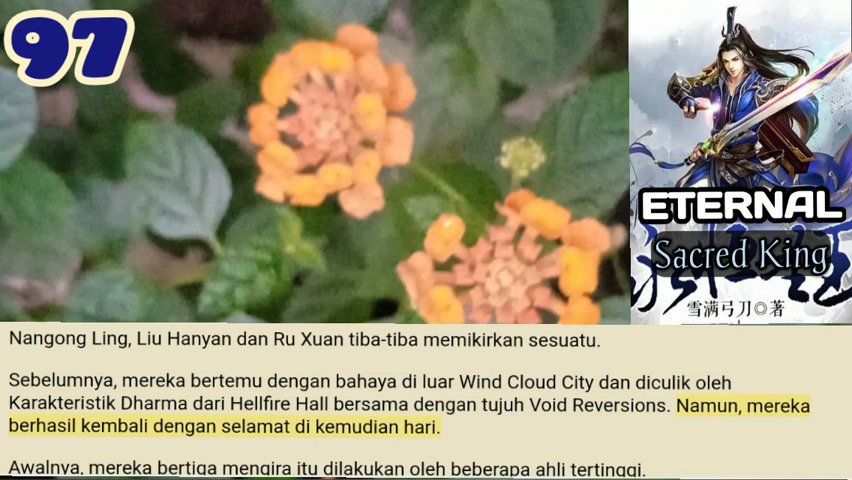 97
ETERNAL
Sacred King
雪满弓刀◎著
Nangong Ling, Liu Hanyan dan Ru Xuan tiba-tiba memikirkan sesuatu.
Sebelumnya, mereka bertemu dengan bahaya di luar Wind Cloud City dan diculik oleh
Karakteristik Dharma dari Hellfire Hall bersama dengan tujuh Void Reversions. Namun, mereka
berhasil kembali dengan selamat di kemudian hari.
Awalnya, mereka bertiga mengira itu dilakukan oleh beberapa ahli tertinggi.